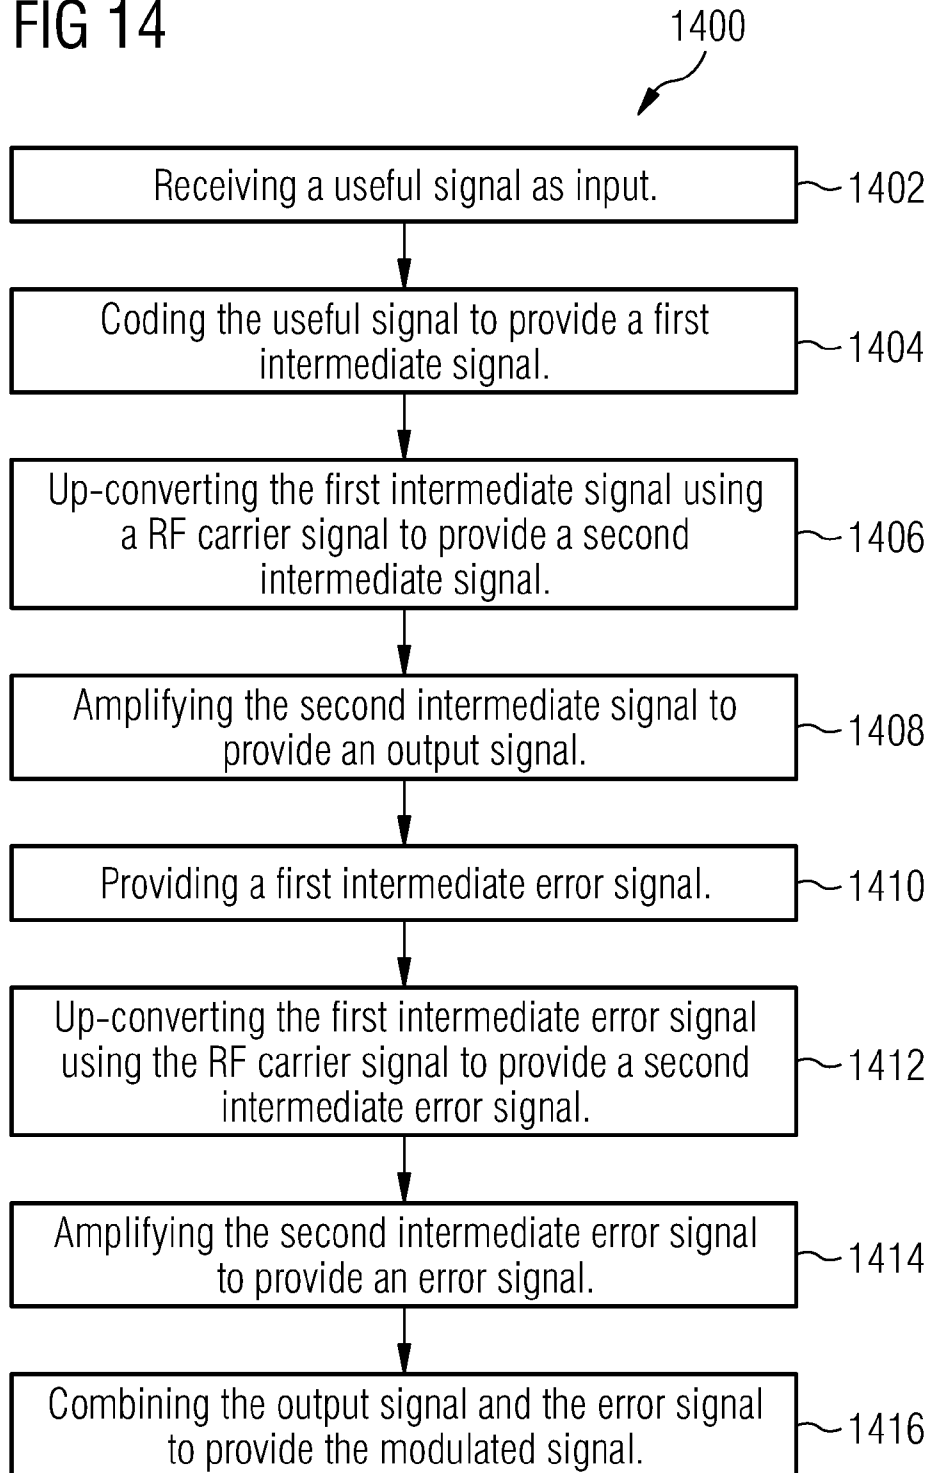 FIG 14
1400
Receiving a useful signal as input.
1402
Coding the useful signal to provide a first
intermediate signal.
1404
Up-converting the first intermediate signal using
a RF carrier signal to provide a second
intermediate signal.
1406
Amplifying the second intermediate signal to
provide an output signal.
1408
Providing a first intermediate error signal.
1410
Up-converting the first intermediate error signal
using the RF carrier signal to provide a second
intermediate error signal.
1412
Amplifying the second intermediate error signal
to provide an error signal.
1414
Combining the output signal and the error signal
to provide the modulated signal.
1416